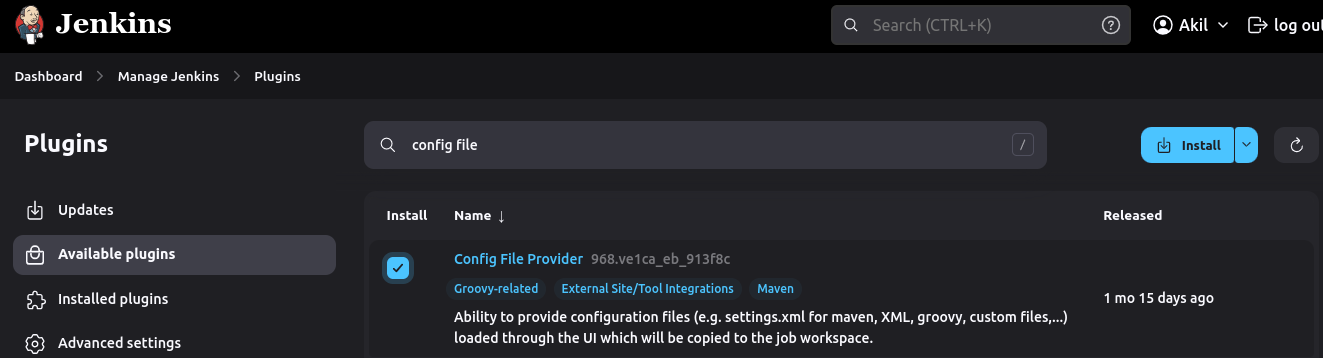 Jenkins
Search (CTRL+K)
Akil
log out
Dashboard > Manage Jenkins > Plugins
Plugins
config file
/
Install
Updates
Available plugins
Installed plugins
Advanced settings
Install Name ↓ Released
Config File Provider 968.ve1ca_eb_913f8c
Groovy-related External Site/Tool Integrations Maven
Ability to provide configuration files (e.g. settings.xml for maven, XML, groovy, custom files,...)
loaded through the UI which will be copied to the job workspace.
1 mo 15 days ago